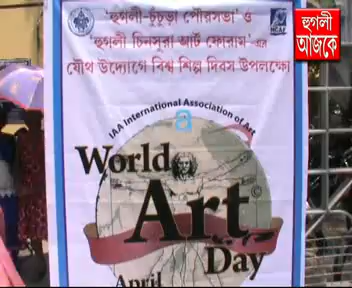 'হুগলী-চুঁচুড়া পৌরসভা' ও
'হুগলী চিনসুরা আর্ট ফোরাম'-এর
যৌথ উদ্যোগে বিশ্ব শিল্প দিবস উপলক্ষে
হুগলী
আজকে
IAA International Association of Art
a
World
Art
Day
April